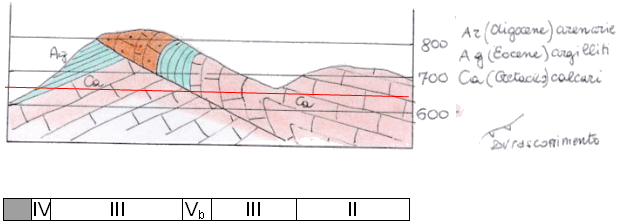 Ar (Oligocene) arenarie
Ag (Eocene) argilliti
Ca (Cretacic) calcari
800
700
600
Ag
Ar
Ca
Ca
sovrascorrimento
IV
III
Vb
III
II